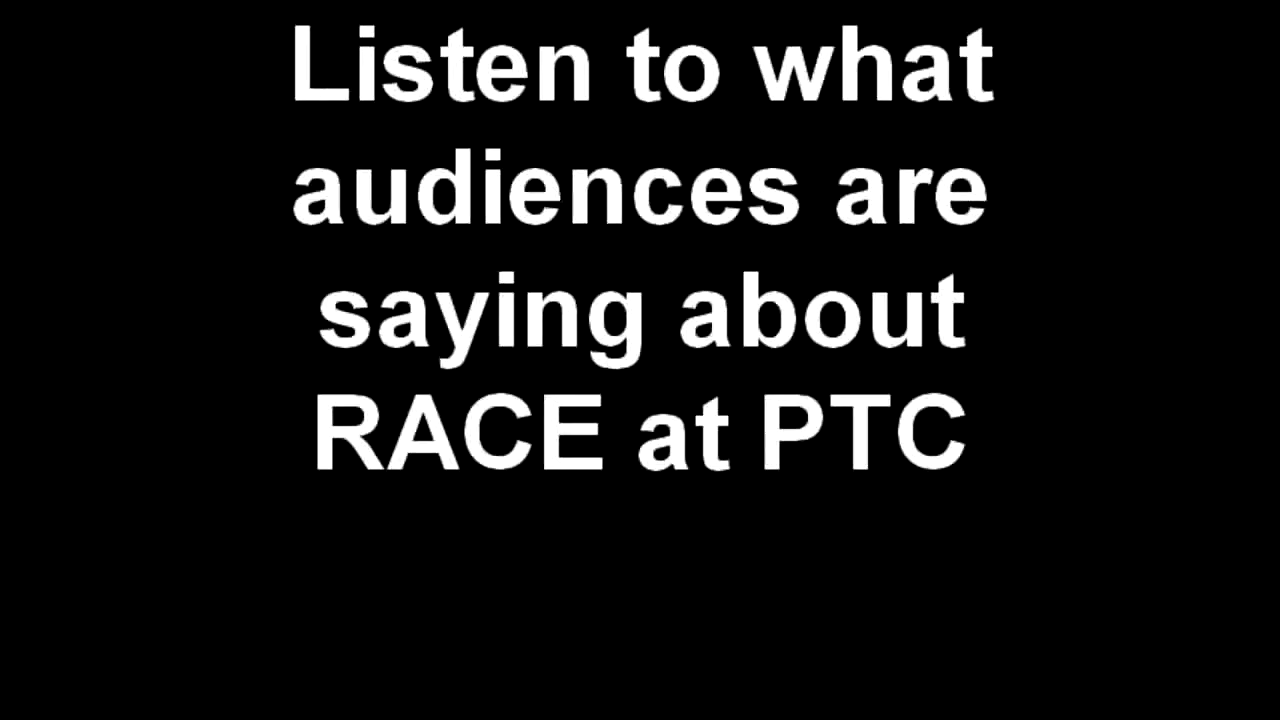 Listen to what
audiences are
saying about
RACE at PTC